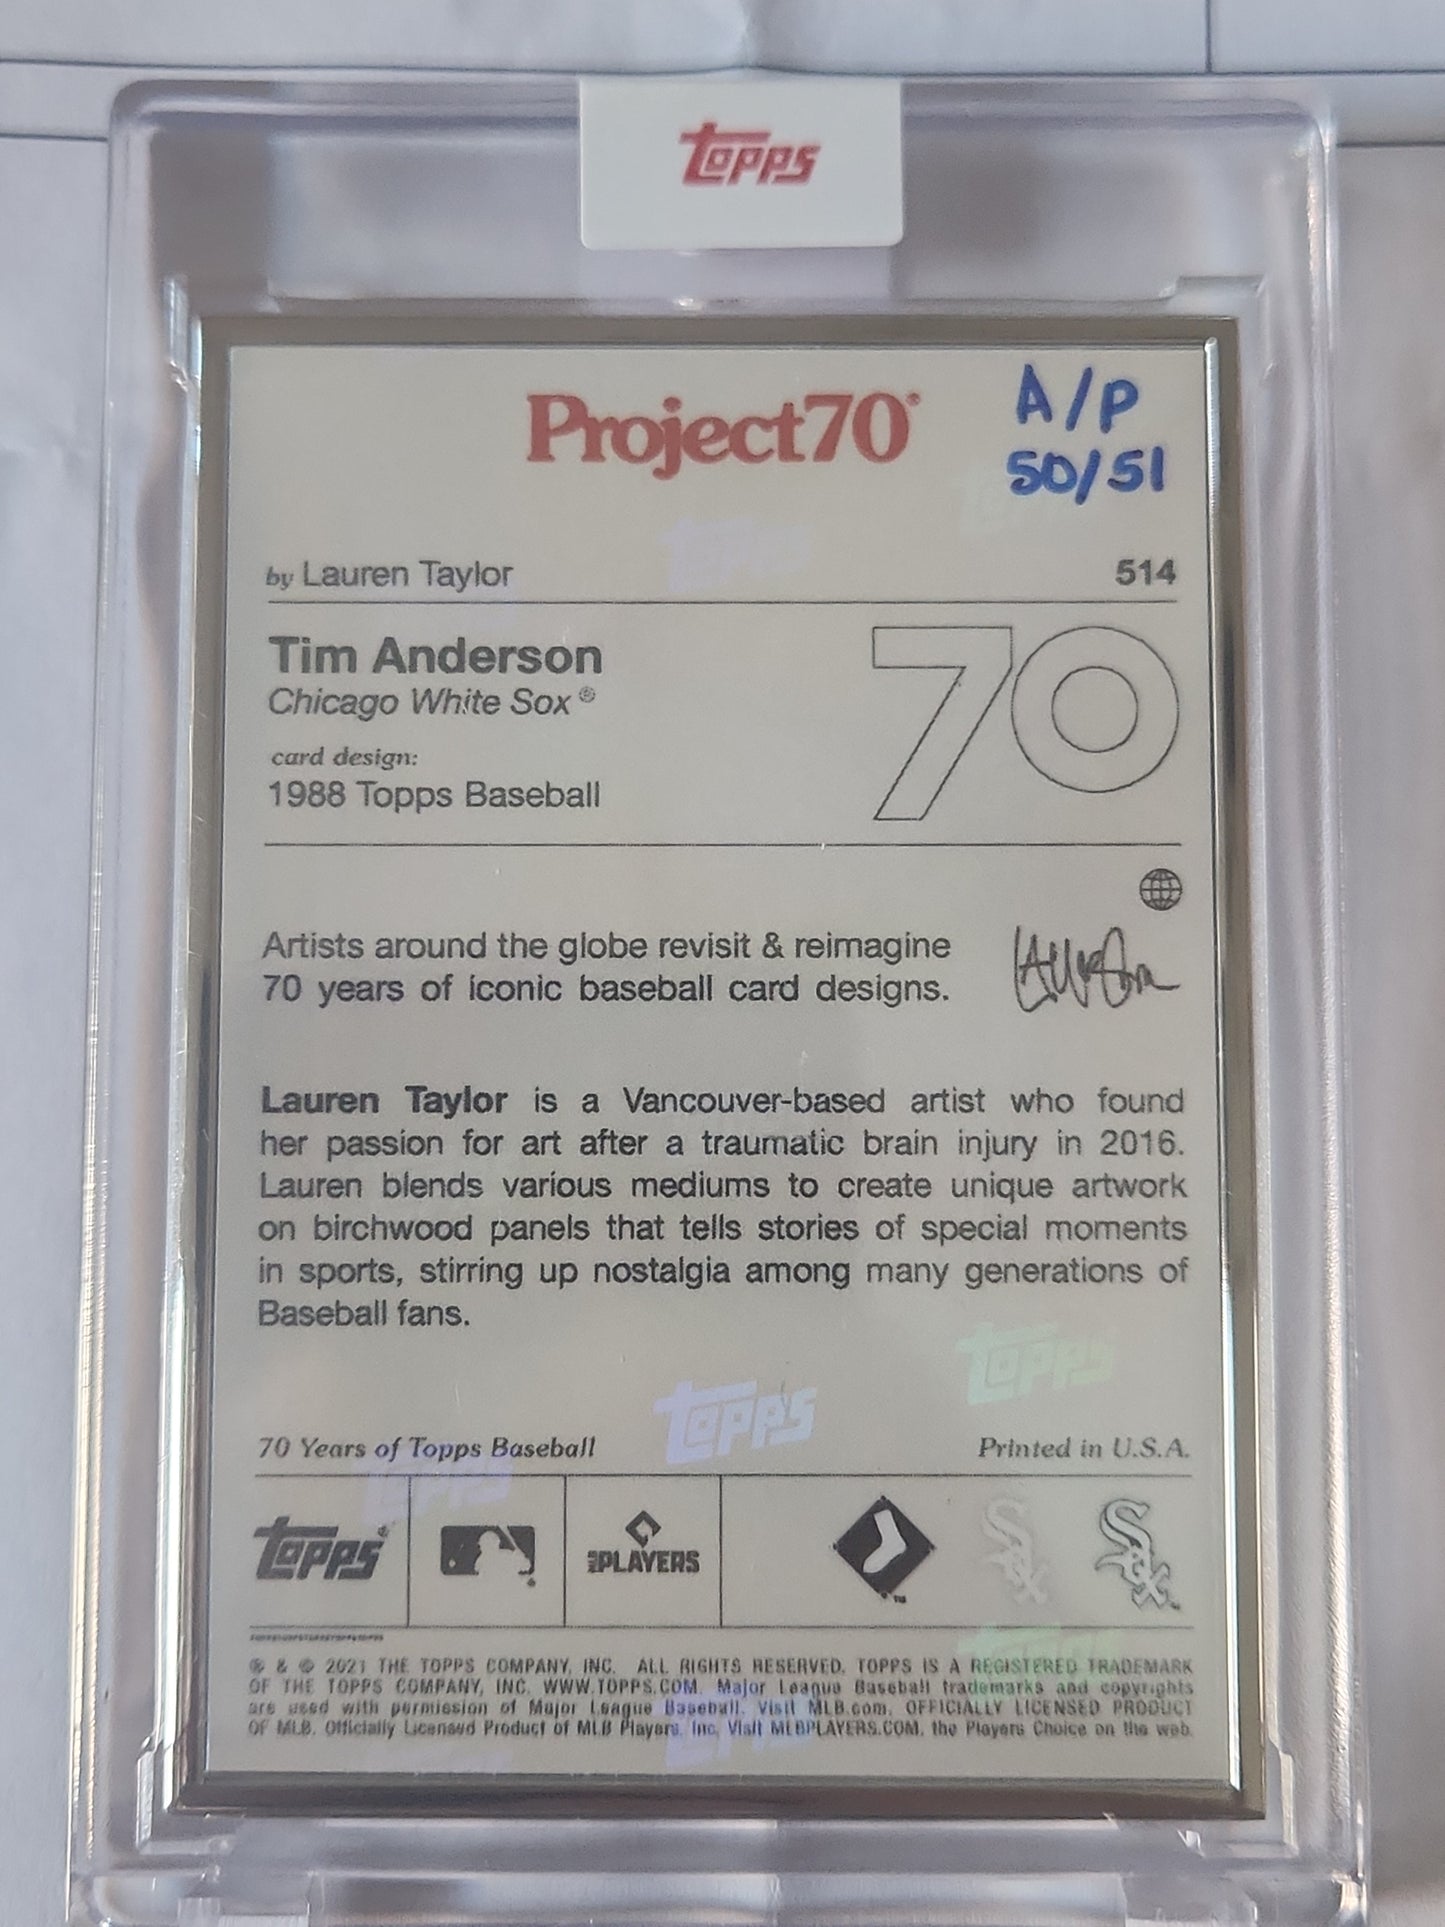 Topps
Project70®
A/P
50/51
by Lauren Taylor
514
Tim Anderson
Chicago White Sox®
70
card design:
1988 Topps Baseball
Artists around the globe revisit & reimagine
70 years of iconic baseball card designs.
Lauren Taylor is a Vancouver-based artist who found
her passion for art after a traumatic brain injury in 2016.
Lauren blends various mediums to create unique artwork
on birchwood panels that tells stories of special moments
in sports, stirring up nostalgia among many generations of
Baseball fans.
Topps
Topps
70 Years of Topps Baseball
Printed in U.S.A.
Topps®
PLAYERS
Sox
Sox
® & © 2021 THE TOPPS COMPANY, INC. ALL RIGHTS RESERVED. TOPPS IS A REGISTERED TRADEMARK
OF THE TOPPS COMPANY, INC. WWW.TOPPS.COM. Major League Baseball trademarks and copyrights
are used with permission of Major League Baseball. Visit MLB.com. OFFICIALLY LICENSED PRODUCT
OF MLB. Officially Licensed Product of MLB Players, Inc. Visit MLBPLAYERS.COM, the Players Choice on the web.